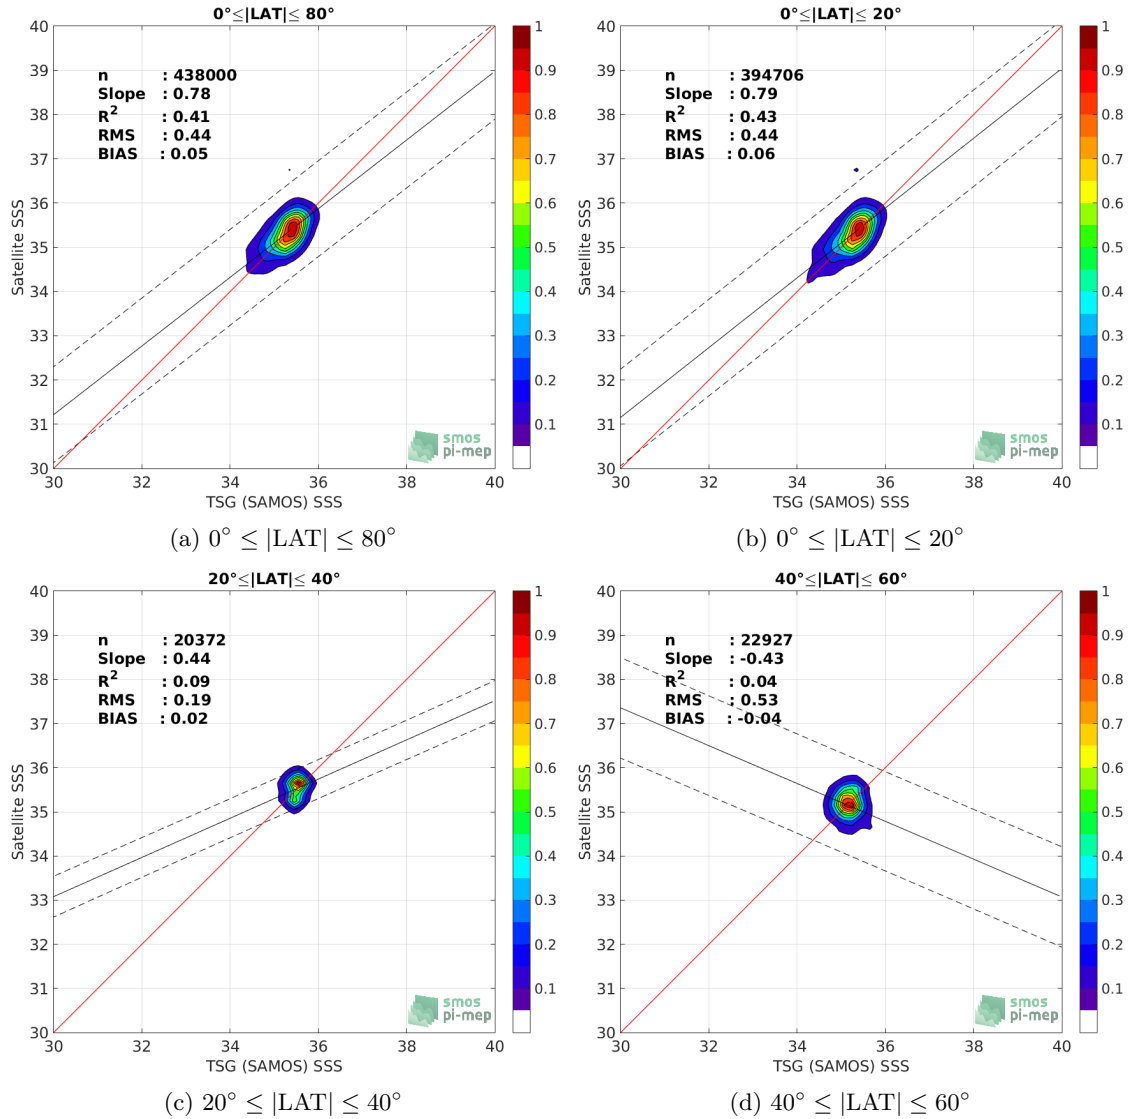 0°≤|LAT|≤ 80°
40
39
38
37
36
35
34
33
32
31
30
Satellite SSS
n : 438000
Slope : 0.78
R² : 0.41
RMS : 0.44
BIAS : 0.05
smos
pi-mep
30 32 34 36 38 40
TSG (SAMOS) SSS
1
0.9
0.8
0.7
0.6
0.5
0.4
0.3
0.2
0.1
(a) 0° ≤ |LAT| ≤ 80°
0°≤|LAT|≤ 20°
40
39
38
37
36
35
34
33
32
31
30
Satellite SSS
n : 394706
Slope : 0.79
R² : 0.43
RMS : 0.44
BIAS : 0.06
smos
pi-mep
30 32 34 36 38 40
TSG (SAMOS) SSS
1
0.9
0.8
0.7
0.6
0.5
0.4
0.3
0.2
0.1
(b) 0° ≤ |LAT| ≤ 20°
20°≤|LAT|≤ 40°
40
39
38
37
36
35
34
33
32
31
30
Satellite SSS
n : 20372
Slope : 0.44
R² : 0.09
RMS : 0.19
BIAS : 0.02
smos
pi-mep
30 32 34 36 38 40
TSG (SAMOS) SSS
1
0.9
0.8
0.7
0.6
0.5
0.4
0.3
0.2
0.1
(c) 20° ≤ |LAT| ≤ 40°
40°≤|LAT|≤ 60°
40
39
38
37
36
35
34
33
32
31
30
Satellite SSS
n : 22927
Slope : -0.43
R² : 0.04
RMS : 0.53
BIAS : -0.04
smos
pi-mep
30 32 34 36 38 40
TSG (SAMOS) SSS
1
0.9
0.8
0.7
0.6
0.5
0.4
0.3
0.2
0.1
(d) 40° ≤ |LAT| ≤ 60°